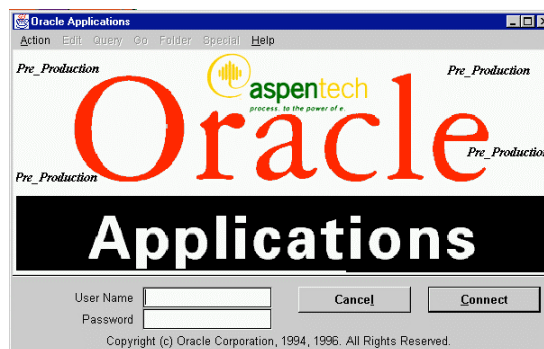 Oracle Applications
Action Edit Query Go Folder Special Help
Pre_Production
Pre_Production
aspentech
process. to the power of e.
Oracle
Pre_Production
Pre_Production
Applications
User Name
Cancel
Connect
Password
Copyright (c) Oracle Corporation, 1994, 1996. All Rights Reserved.